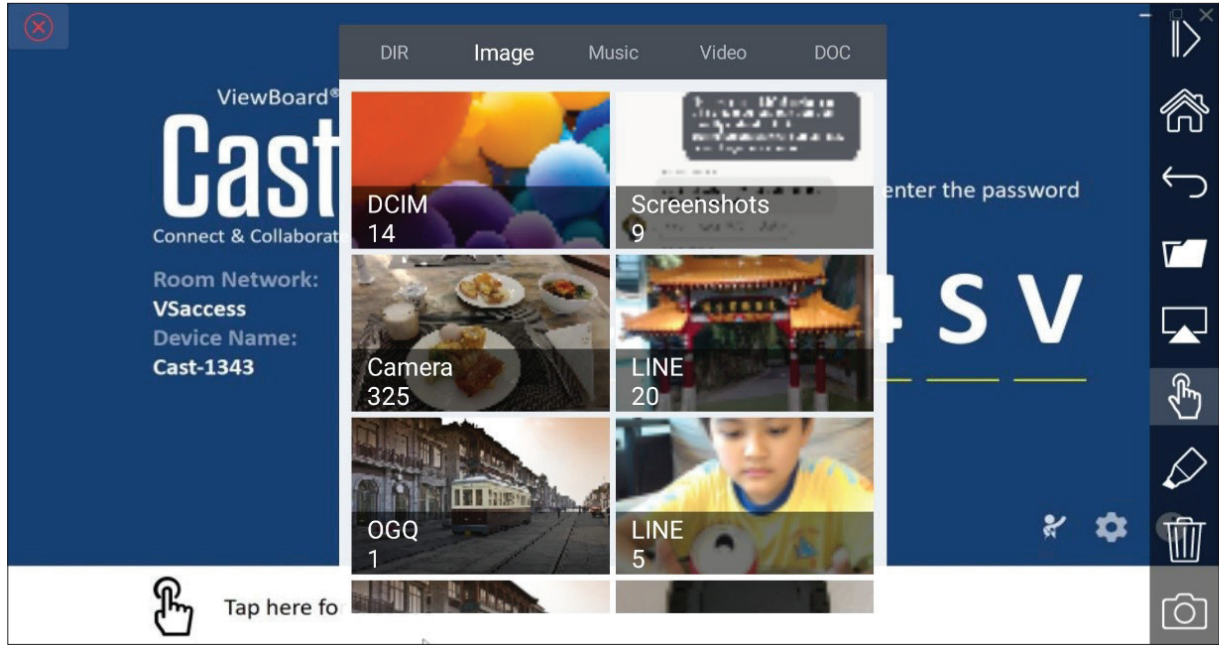 DIR Image Music Video DOC
ViewBoard®
Cast
Connect & Collaborat
Room Network:
VSaccess
Device Name:
Cast-1343
DCIM
14
Screenshots
9
Camera
325
LINE
20
OGQ
1
LINE
5
enter the password
4 S V
Tap here fo